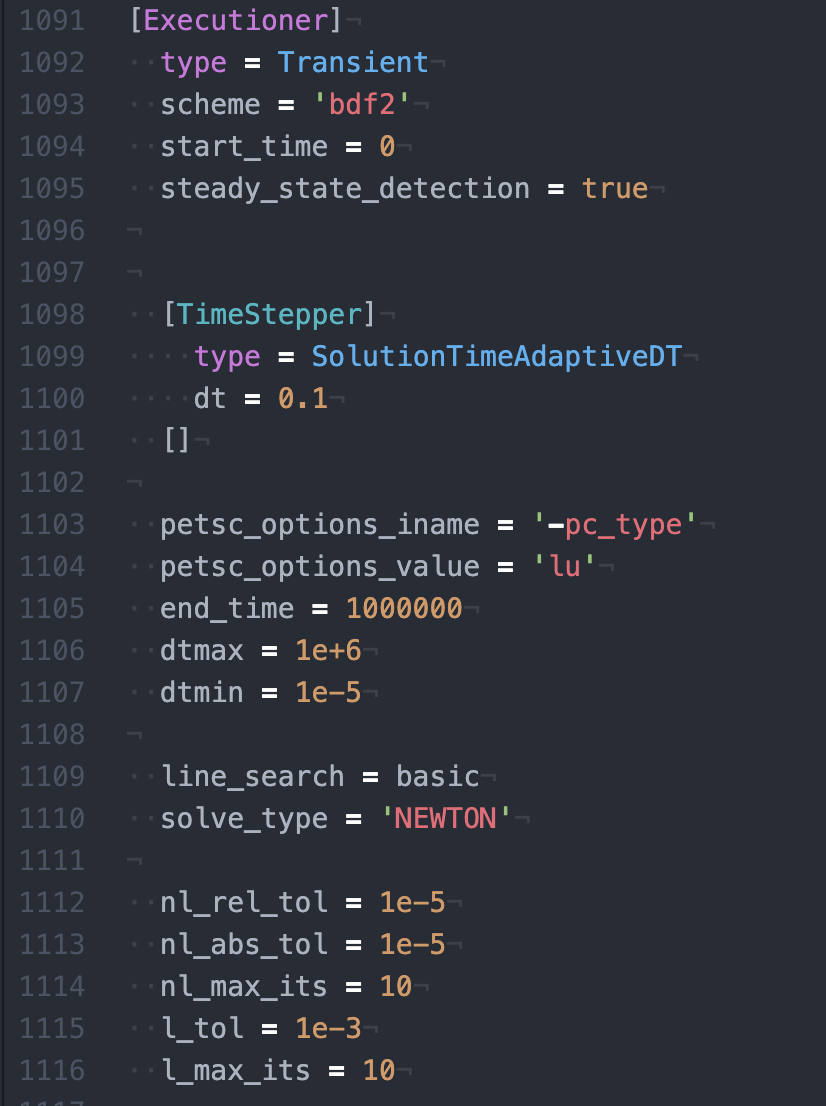 1091 [Executioner]¬
1092 ··type = Transient¬
1093 ··scheme = 'bdf2'¬
1094 ··start_time = 0¬
1095 ··steady_state_detection = true¬
1096 ¬
1097 ¬
1098 ··[TimeStepper]¬
1099 ····type = SolutionTimeAdaptiveDT¬
1100 ····dt = 0.1¬
1101 ··[]¬
1102 ¬
1103 ··petsc_options_iname = '-pc_type'¬
1104 ··petsc_options_value = 'lu'¬
1105 ··end_time = 1000000¬
1106 ··dtmax = 1e+6¬
1107 ··dtmin = 1e-5¬
1108 ¬
1109 ··line_search = basic¬
1110 ··solve_type = 'NEWTON'¬
1111 ¬
1112 ··nl_rel_tol = 1e-5¬
1113 ··nl_abs_tol = 1e-5¬
1114 ··nl_max_its = 10¬
1115 ··l_tol = 1e-3¬
1116 ··l_max_its = 10¬
1117